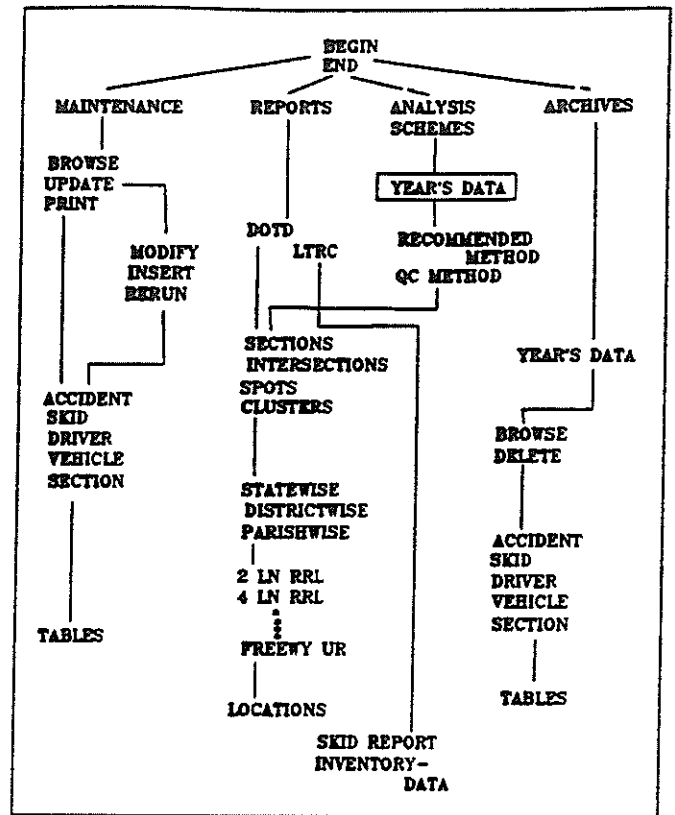 BEGIN
END
MAINTENANCE
REPORTS
ANALYSIS
SCHEMES
ARCHIVES
BROWSE
UPDATE
PRINT
MODIFY
INSERT
RERUN
ACCIDENT
SKID
DRIVER
VEHICLE
SECTION
TABLES
DOTD
LTRC
YEAR'S DATA
RECOMMENDED
METHOD
QC METHOD
SECTIONS
INTERSECTIONS
SPOTS
CLUSTERS
STATEWISE
DISTRICTWISE
PARISHWISE
2 LN RRL
4 LN RRL
FREEWY UR
LOCATIONS
SKID REPORT
INVENTORY-
DATA
YEAR'S DATA
BROWSE
DELETE
ACCIDENT
SKID
DRIVER
VEHICLE
SECTION
TABLES